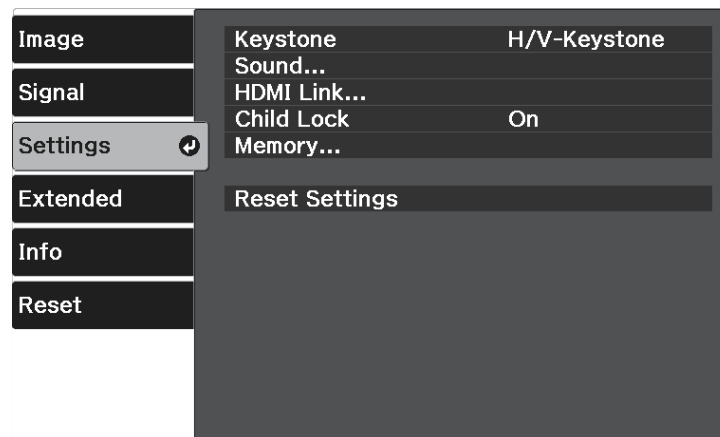 Image
Signal
Settings
Extended
Info
Reset
Keystone H/V-Keystone
Sound...
HDMI Link...
Child Lock On
Memory...
Reset Settings